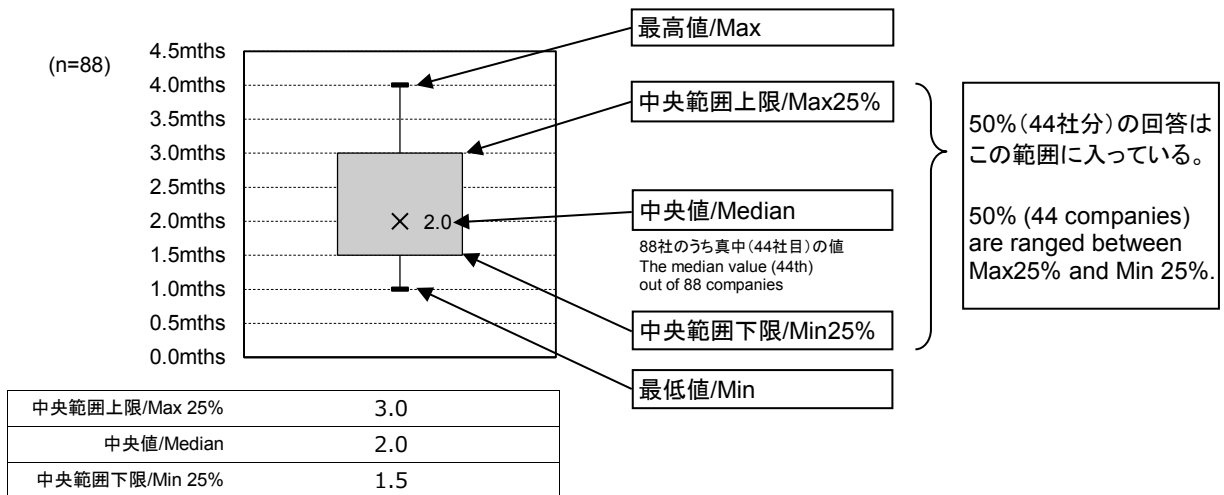 (n=88)
4.5mths
4.0mths
3.5mths
3.0mths
2.5mths
2.0mths
1.5mths
1.0mths
0.5mths
0.0mths
2.0
最高値/Max
中央範囲上限/Max25%
中央値/Median
88社のうち真中(44社目)の値
The median value (44th)
out of 88 companies
中央範囲下限/Min25%
最低値/Min
50%(44社分)の回答は
この範囲に入っている。
50% (44 companies)
are ranged between
Max25% and Min 25%.
中央範囲上限/Max 25% 3.0
中央値/Median 2.0
中央範囲下限/Min 25% 1.5